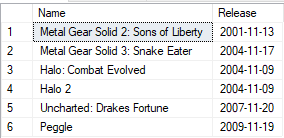 Name Release
1 Metal Gear Solid 2: Sons of Liberty 2001-11-13
2 Metal Gear Solid 3: Snake Eater 2004-11-17
3 Halo: Combat Evolved 2004-11-09
4 Halo 2 2004-11-09
5 Uncharted: Drakes Fortune 2007-11-20
6 Peggle 2009-11-19